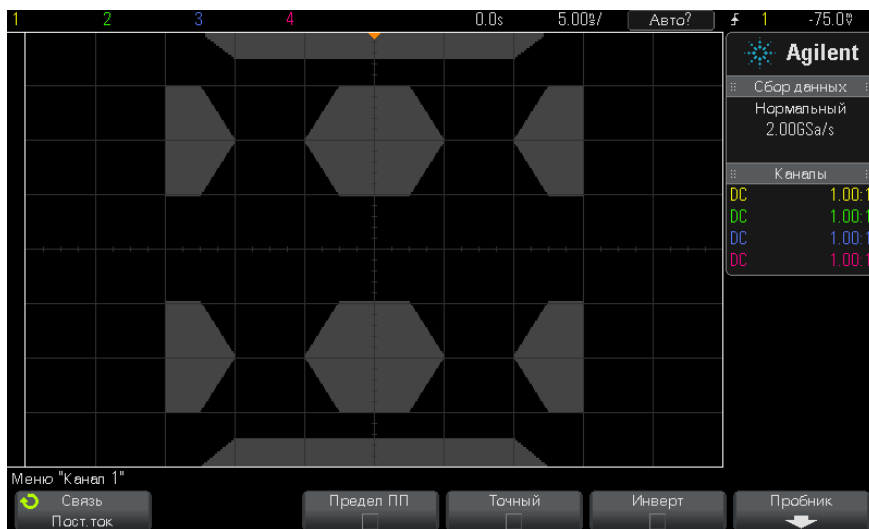 1 2 3 4 0.0s 5.00s/ Авто? 1 -75.0V
Agilent
Сбор данных
Нормальный
2.00GSa/s
Каналы
DC 1.00:1
DC 1.00:1
DC 1.00:1
DC 1.00:1
Меню "Канал 1"
Связь
Пост.ток
Предел ПП
Точный
Инверт
Пробник